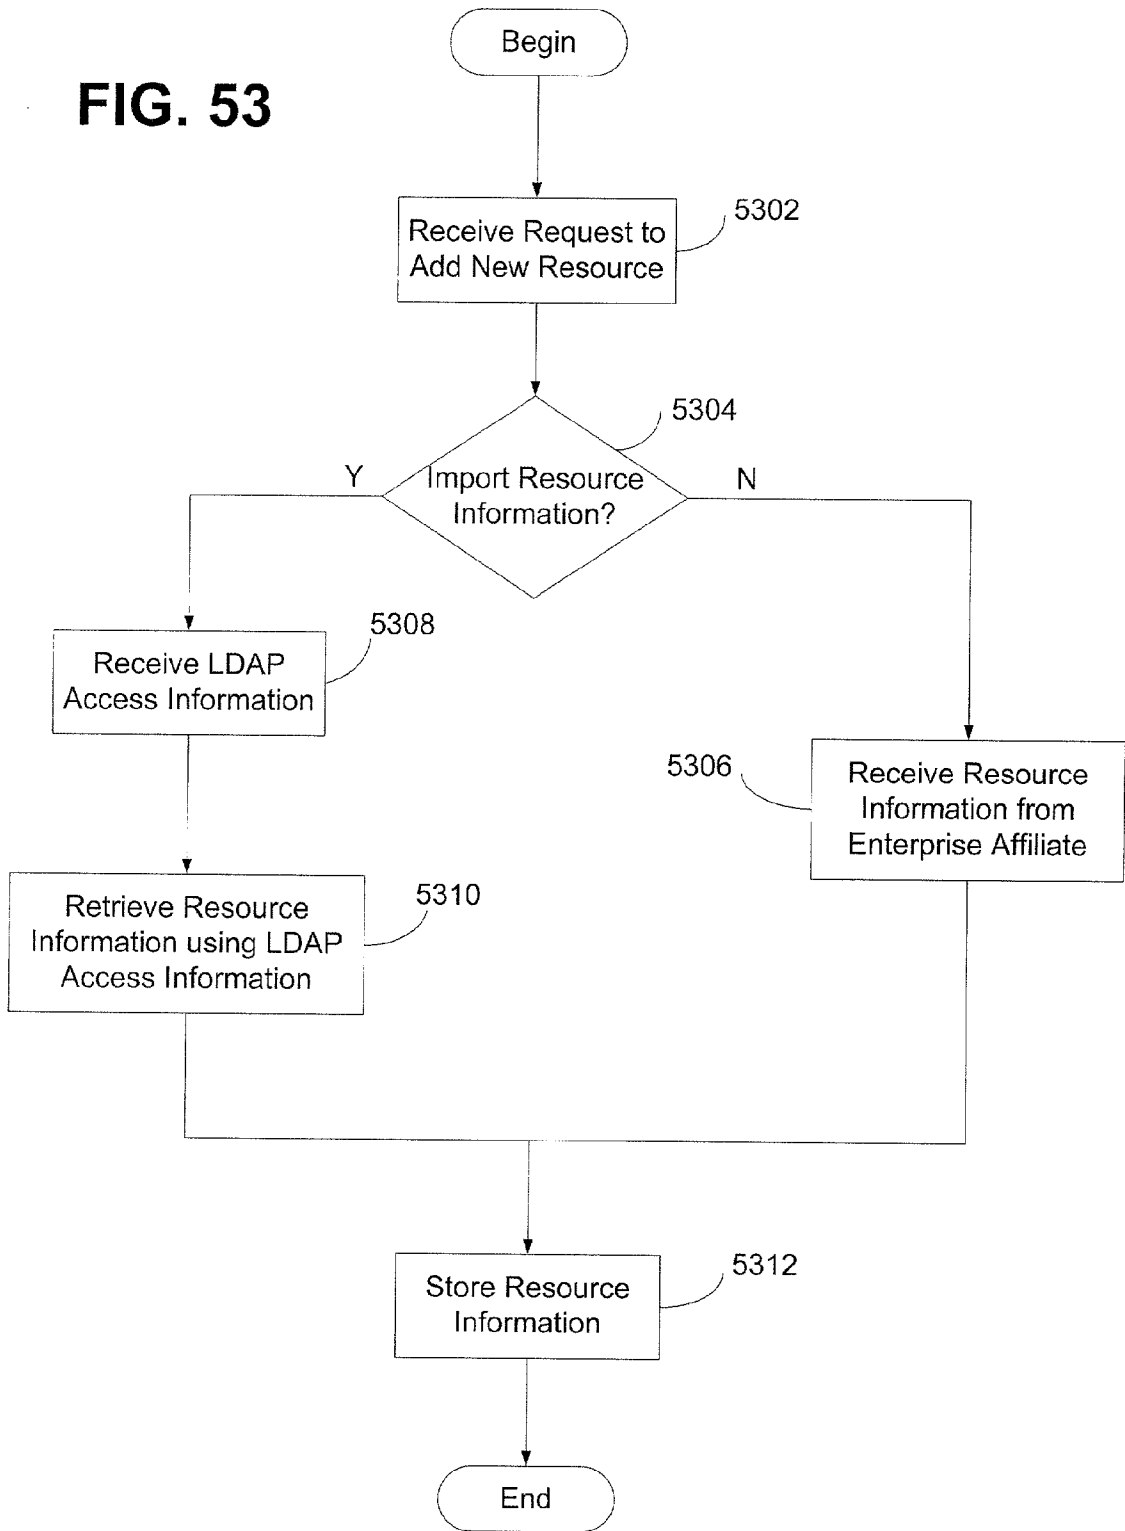 Begin
FIG. 53
5302
Receive Request to
Add New Resource
5304
Y
Import Resource
Information?
N
5308
Receive LDAP
Access Information
5306
Receive Resource
Information from
Enterprise Affiliate
5310
Retrieve Resource
Information using LDAP
Access Information
5312
Store Resource
Information
End